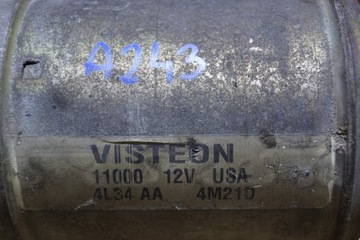 A243
VISTEON
11000 12V USA
4L34 AA 4M21D